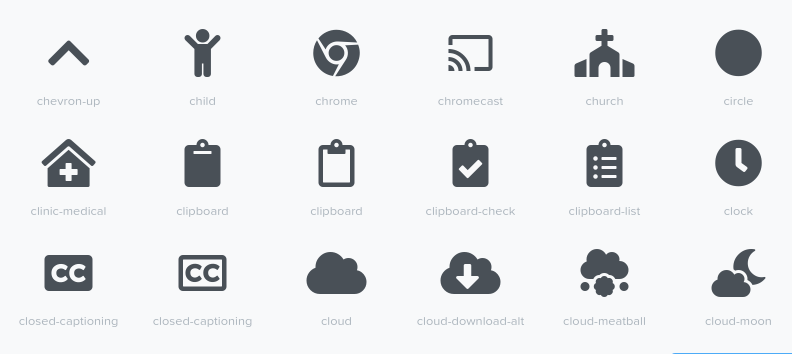 chevron-up child chrome chromecast church circle
clinic-medical clipboard clipboard clipboard-check clipboard-list clock
CC CC
closed-captioning closed-captioning cloud cloud-download-alt cloud-meatball cloud-moon